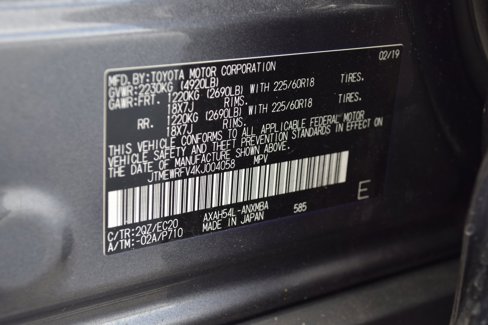 MFD. BY: TOYOTA MOTOR CORPORATION 02/19
GVWR: 2230KG (4920LB)
GAWR: FRT. 1220KG (2690LB) WITH 225/60R18 TIRES.
18X7J RIMS.
RR. 1220KG (2690LB) WITH 225/60R18 TIRES.
18X7J RIMS.
THIS VEHICLE CONFORMS TO ALL APPLICABLE FEDERAL MOTOR
VEHICLE SAFETY AND THEFT PREVENTION STANDARDS IN EFFECT ON
THE DATE OF MANUFACTURE SHOWN ABOVE.
JTMEWRFV4KJ004058 MPV
E
C/TR: 2QZ/EC20 AXAH54L-ANXMBA 585
A/TM: -02A/P710 MADE IN JAPAN